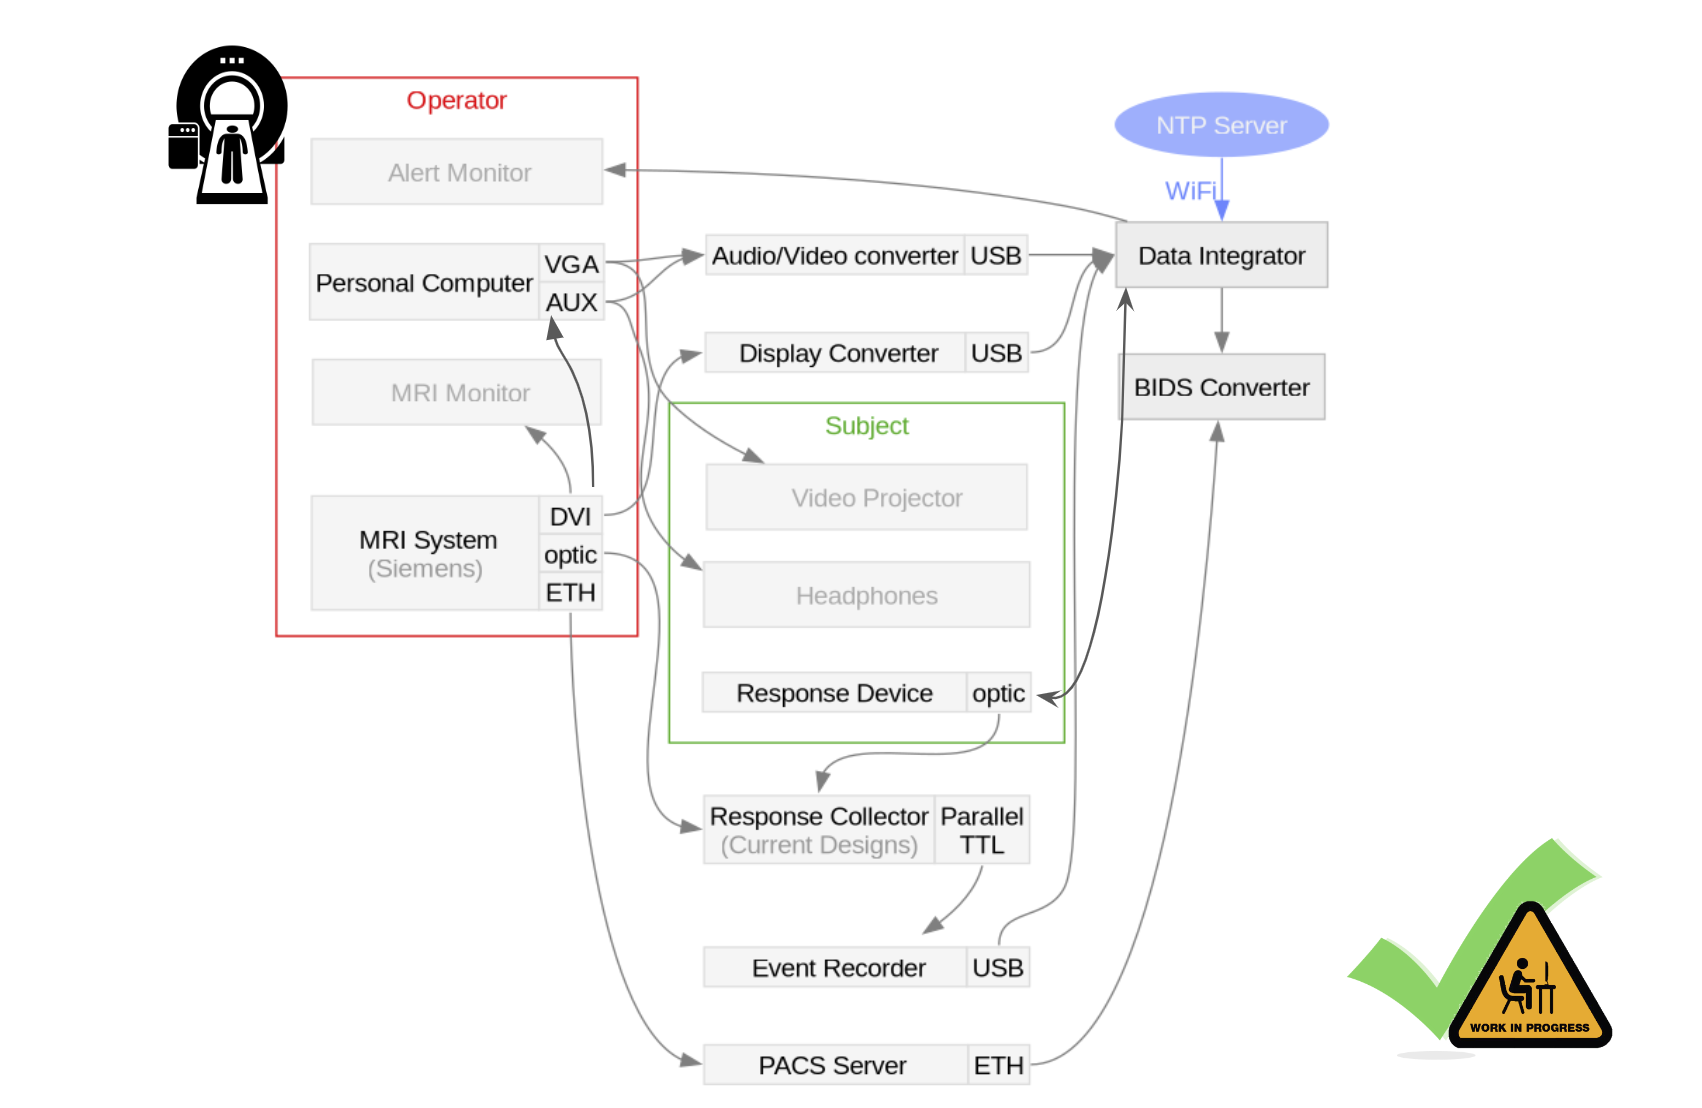 Operator
Alert Monitor
Personal Computer
VGA
AUX
MRI Monitor
MRI System
(Siemens)
DVI
optic
ETH
Audio/Video converter
USB
Display Converter
USB
Subject
Video Projector
Headphones
Response Device
optic
Response Collector
(Current Designs)
Parallel
TTL
Event Recorder
USB
PACS Server
ETH
NTP Server
WiFi
Data Integrator
BIDS Converter
WORK IN PROGRESS